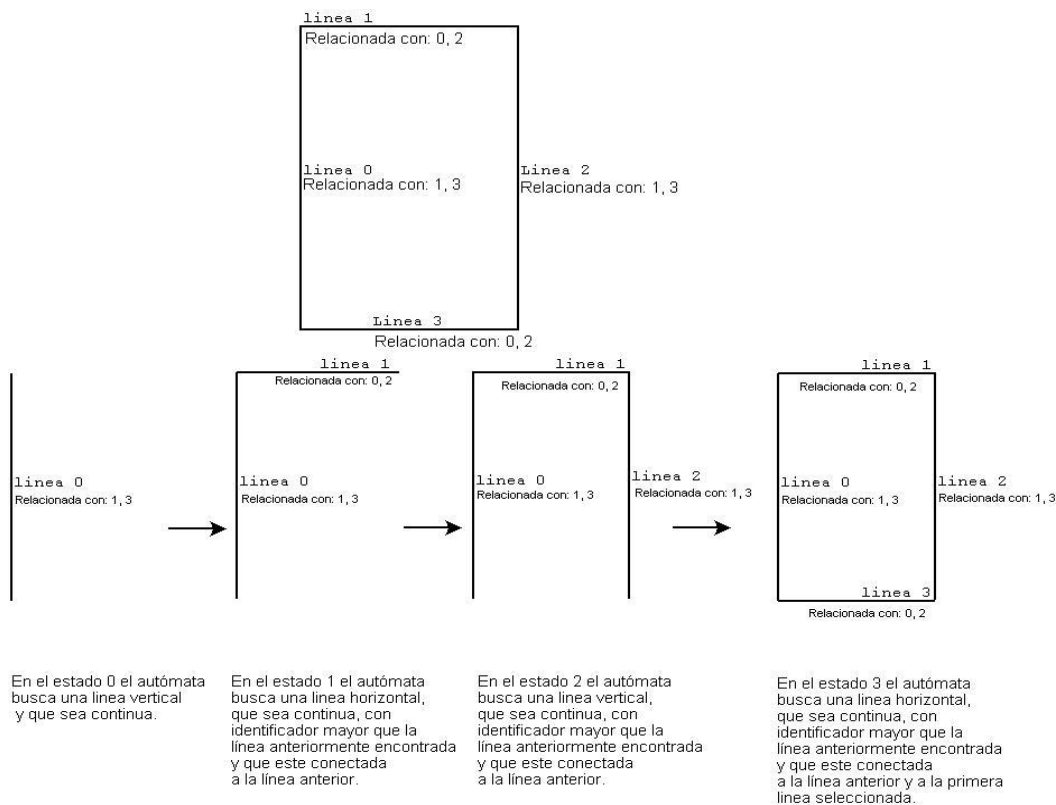 linea 1
Relacionada con: 0, 2
linea 0
Relacionada con: 1, 3
Linea 2
Relacionada con: 1, 3
Linea 3
Relacionada con: 0, 2
linea 0
Relacionada con: 1, 3
linea 1
Relacionada con: 0, 2
linea 0
Relacionada con: 1, 3
linea 1
Relacionada con: 0, 2
linea 0
Relacionada con: 1, 3
linea 2
Relacionada con: 1, 3
linea 1
Relacionada con: 0, 2
linea 0
Relacionada con: 1, 3
linea 2
Relacionada con: 1, 3
linea 3
Relacionada con: 0, 2
En el estado 0 el autómata
busca una linea vertical
y que sea continua.
En el estado 1 el autómata
busca una linea horizontal,
que sea continua, con
identificador mayor que la
línea anteriormente encontrada
y que este conectada
a la línea anterior.
En el estado 2 el autómata
busca una linea vertical,
que sea continua, con
identificador mayor que la
línea anteriormente encontrada
y que este conectada
a la línea anterior.
En el estado 3 el autómata
busca una linea horizontal,
que sea continua, con
identificador mayor que la
línea anteriormente encontrada
y que este conectada
a la línea anterior y a la primera
linea seleccionada.